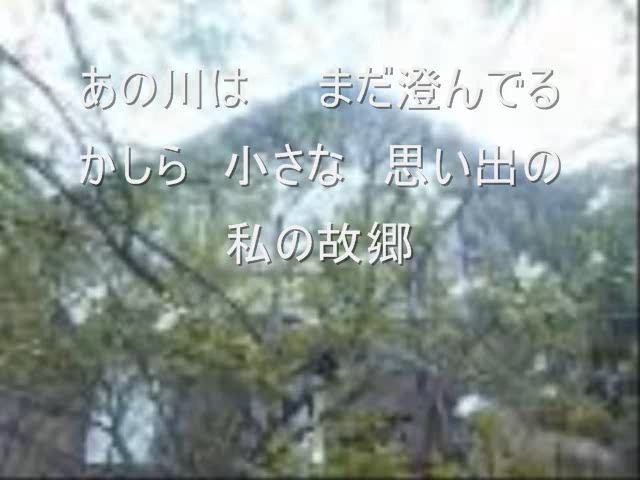 あの川は　まだ澄んでる
かしら　小さな　思い出の
私の故郷